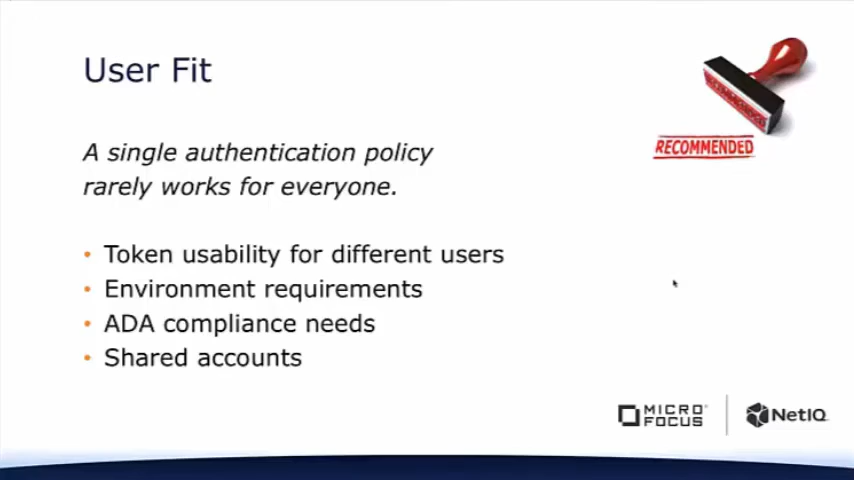 User Fit
RECOMMENDED
A single authentication policy
rarely works for everyone.
• Token usability for different users
• Environment requirements
• ADA compliance needs
• Shared accounts
MICRO
FOCUS
NetIQ